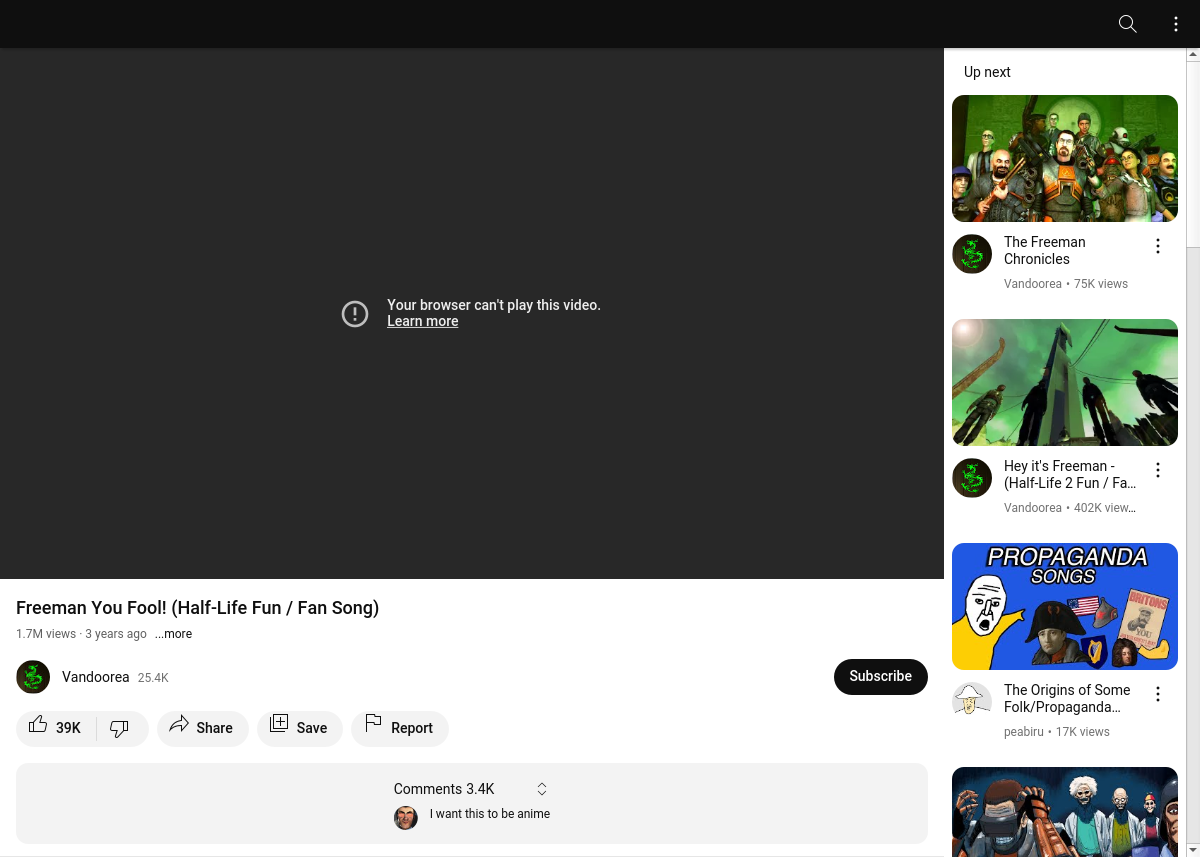 Up next
Your browser can't play this video.
Learn more
The Freeman
Chronicles
Vandoorea • 75K views
Hey it's Freeman -
(Half-Life 2 Fun / Fa...
Vandoorea • 402K view...
PROPAGANDA
SONGS
BRITONS
YOU
The Origins of Some
Folk/Propaganda...
peabiru • 17K views
Freeman You Fool! (Half-Life Fun / Fan Song)
1.7M views · 3 years ago ...more
Vandoorea 25.4K
Subscribe
39K
Share
Save
Report
Comments 3.4K
I want this to be anime